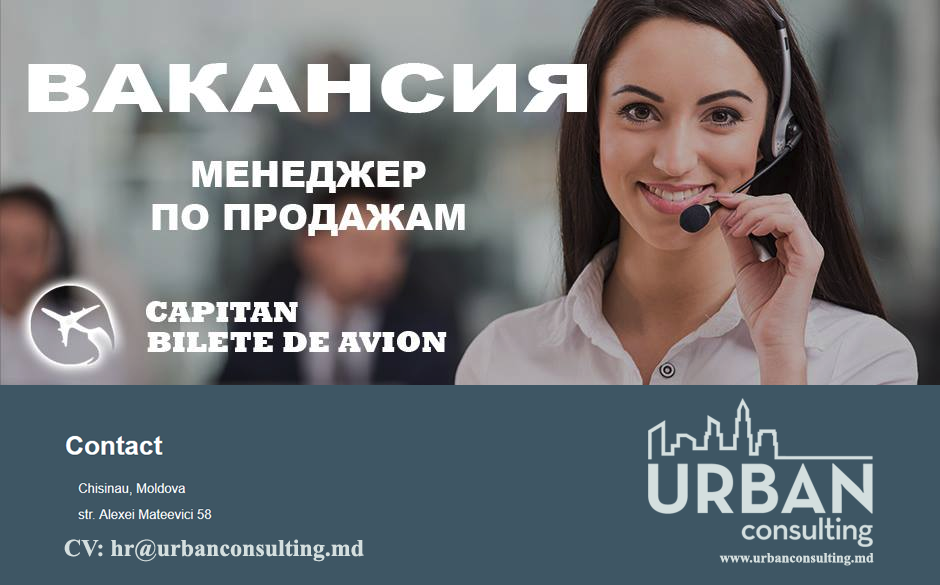 ВАКАНСИЯ
МЕНЕДЖЕР
ПО ПРОДАЖАМ
CAPITAN
BILETE DE AVION
Contact
Chisinau, Moldova
str. Alexei Mateevici 58
CV: hr@urbanconsulting.md
URBAN
consulting
www.urbanconsulting.md